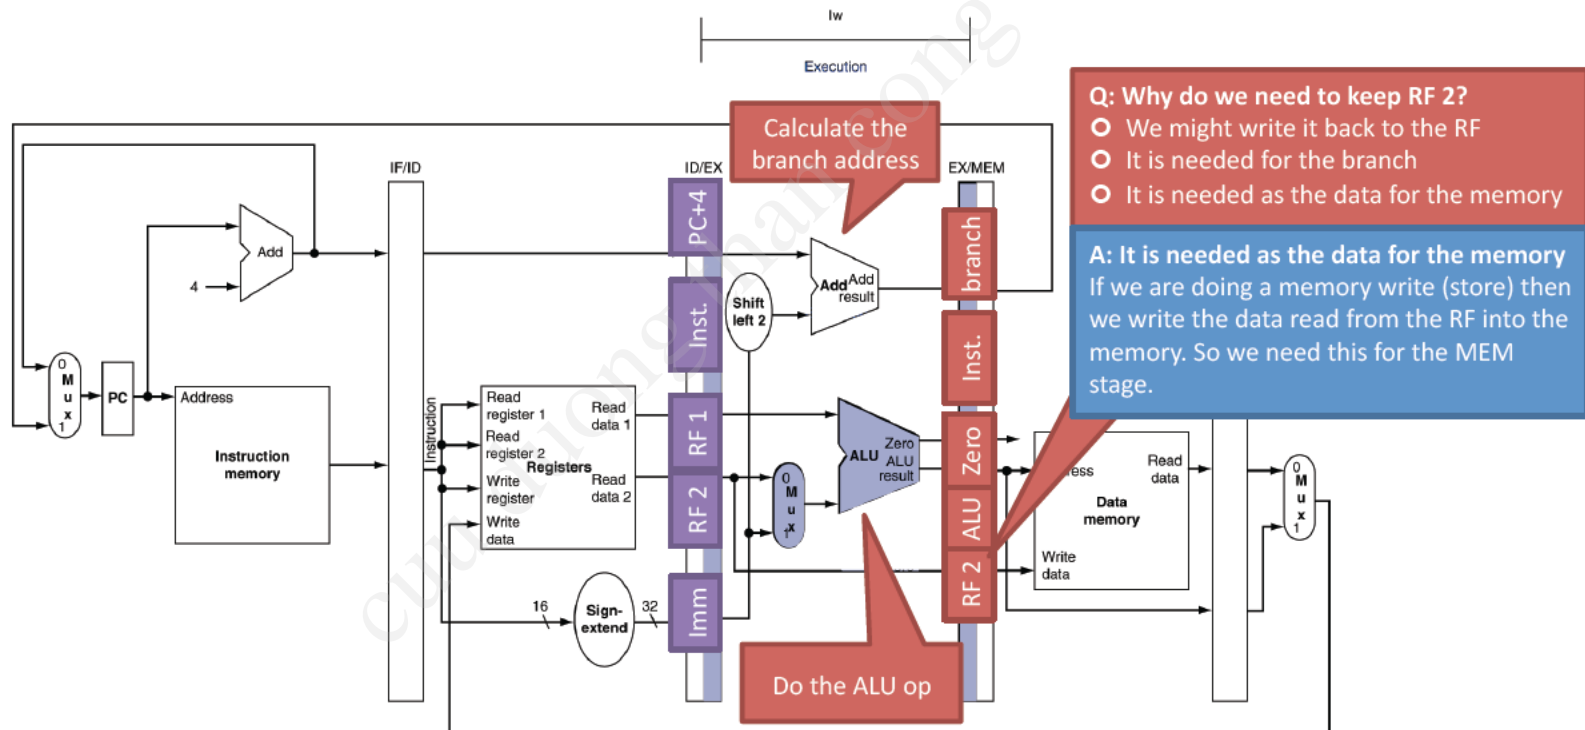 lw
Execution
Q: Why do we need to keep RF 2?
We might write it back to the RF
It is needed for the branch
It is needed as the data for the memory
A: It is needed as the data for the memory
If we are doing a memory write (store) then
we write the data read from the RF into the
memory. So we need this for the MEM
stage.
Calculate the
branch address
IF/ID
ID/EX
EX/MEM
PC+4
Inst.
RF 1
RF 2
Imm
branch
Inst.
Zero
ALU
RF 2
Add
4
Shift
left 2
Add
Add
result
0
M
u
x
1
PC
Address
Instruction
memory
Instruction
Read
register 1
Read
register 2
Write
register
Write
data
Registers
Read
data 1
Read
data 2
0
M
u
x
1
ALU
Zero
ALU
result
Read
data
Data
memory
Write
data
0
M
u
x
1
16
Sign-
extend
32
Do the ALU op
cuu duong than cong